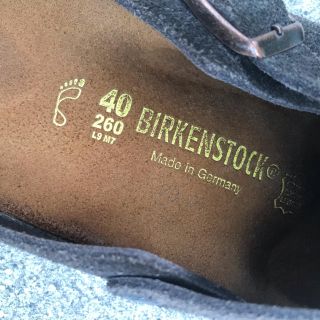 40
260
L9 M7
BIRKENSTOCK®
Made in Germany